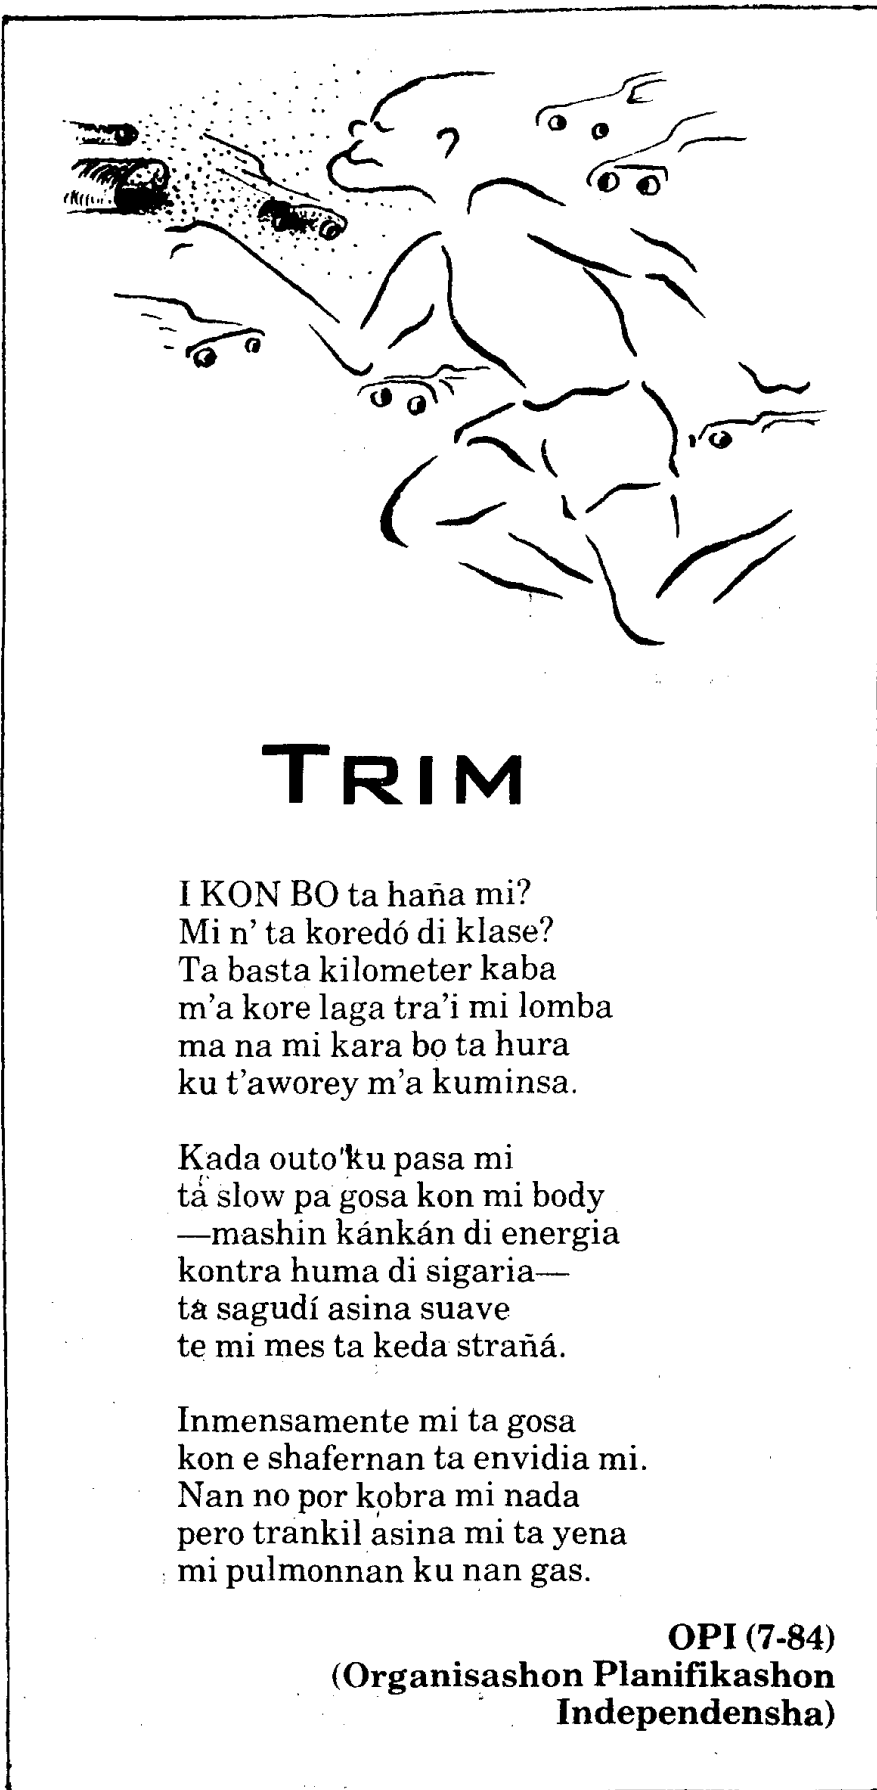 TRIM
I KON BO ta haña mi?
Mi n' ta koredó di klase?
Ta basta kilometer kaba
m'a kore laga tra'i mi lomba
ma na mi kara bo ta hura
ku t'aworey m'a kuminsa.
Kada outo 'ku pasa mi
ta slow pa gosa kon mi body
—mashin kánkán di energia
kontra huma di sigaria—
ta sagudí asina suave
te mi mes ta keda strañá.
Inmensamente mi ta gosa
kon e shafernan ta envidia mi.
Nan no por kobra mi nada
pero trankil asina mi ta yena
mi pulmonnan ku nan gas.
OPI (7-84)
(Organisashon Planifikashon
Independensha)